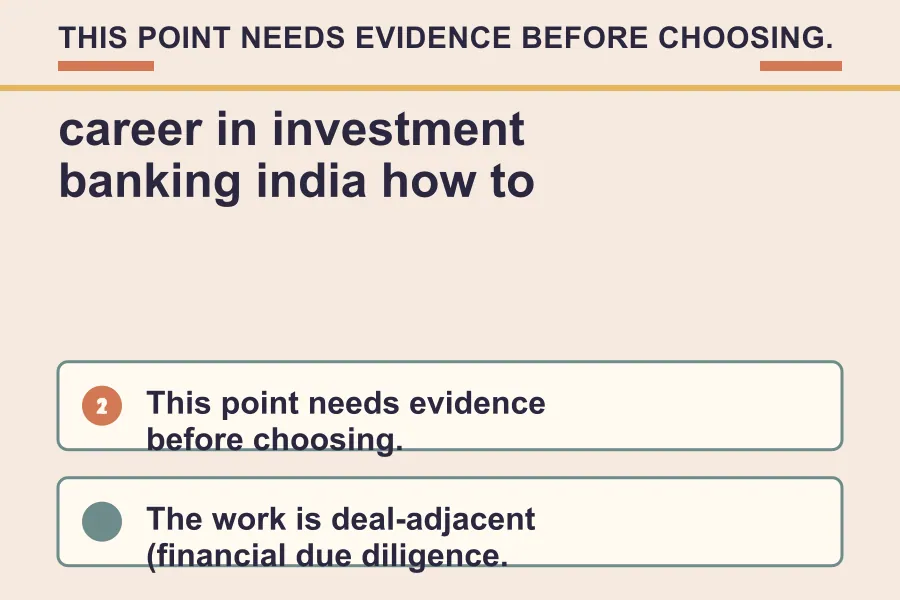 THIS POINT NEEDS EVIDENCE BEFORE CHOOSING.
career in investment
banking india how to
2
This point needs evidence
before choosing.
The work is deal-adjacent
(financial due diligence.